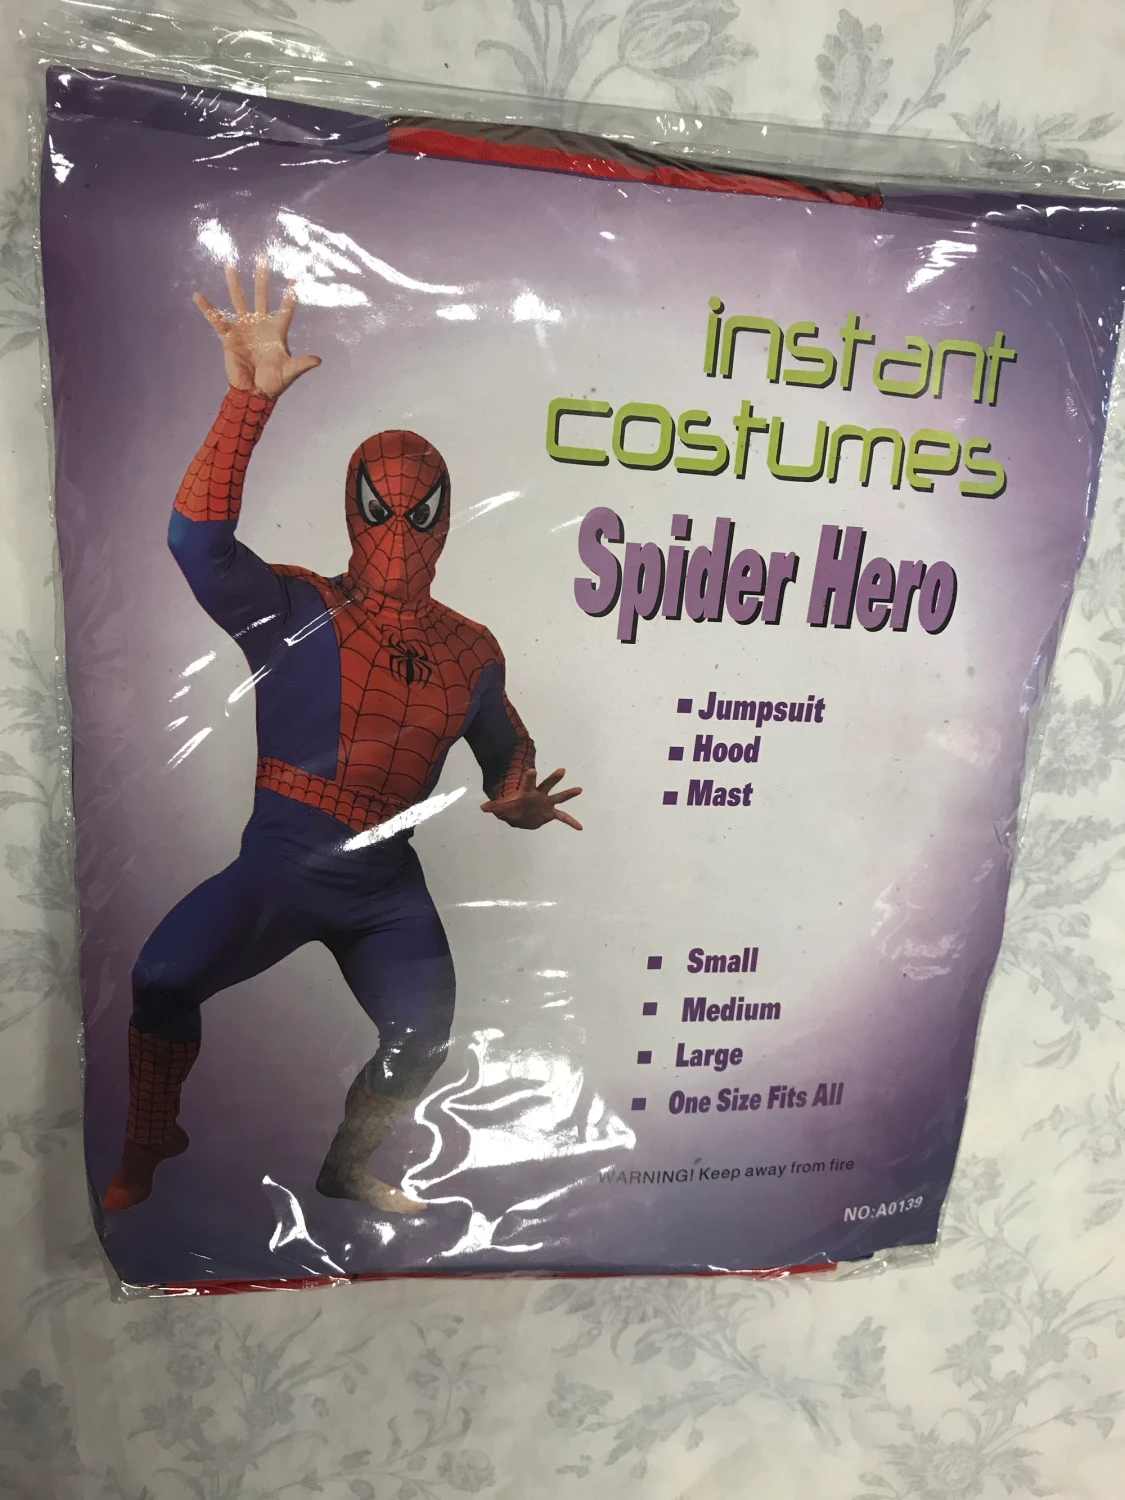 instant
costumes
Spider Hero
▪ Jumpsuit
▪ Hood
▪ Mast
▪ Small
▪ Medium
▪ Large
▪ One Size Fits All
WARNING! Keep away from fire
NO:A0139